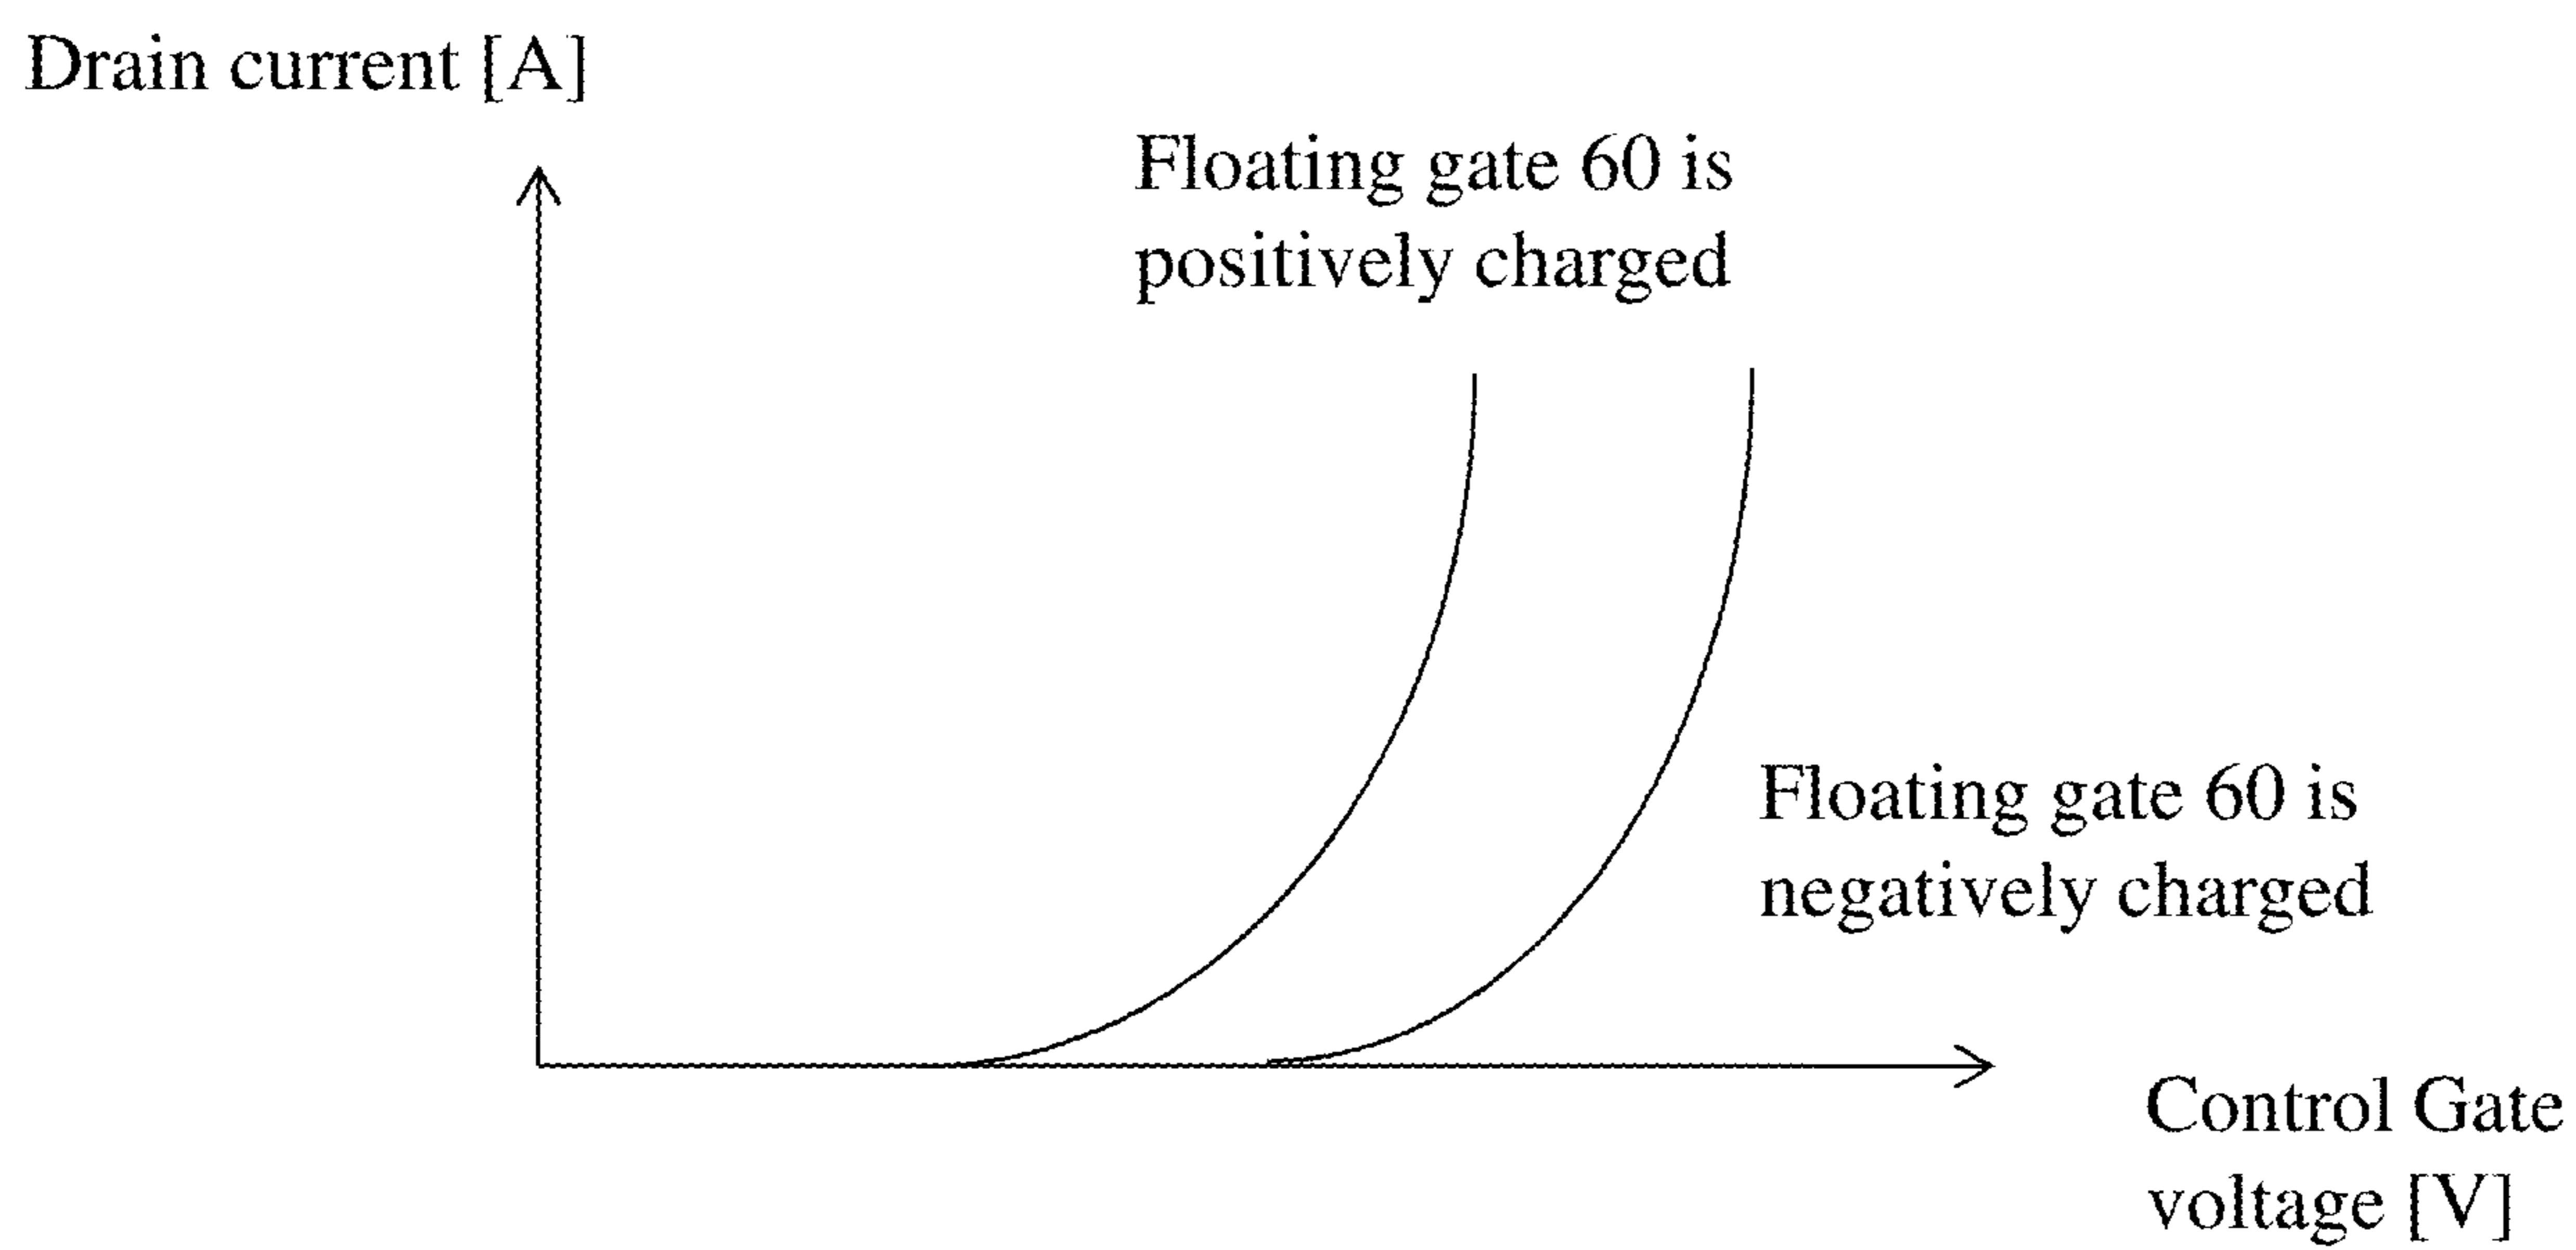 Drain current [A]
Floating gate 60 is
positively charged
Floating gate 60 is
negatively charged
Control Gate
voltage [V]